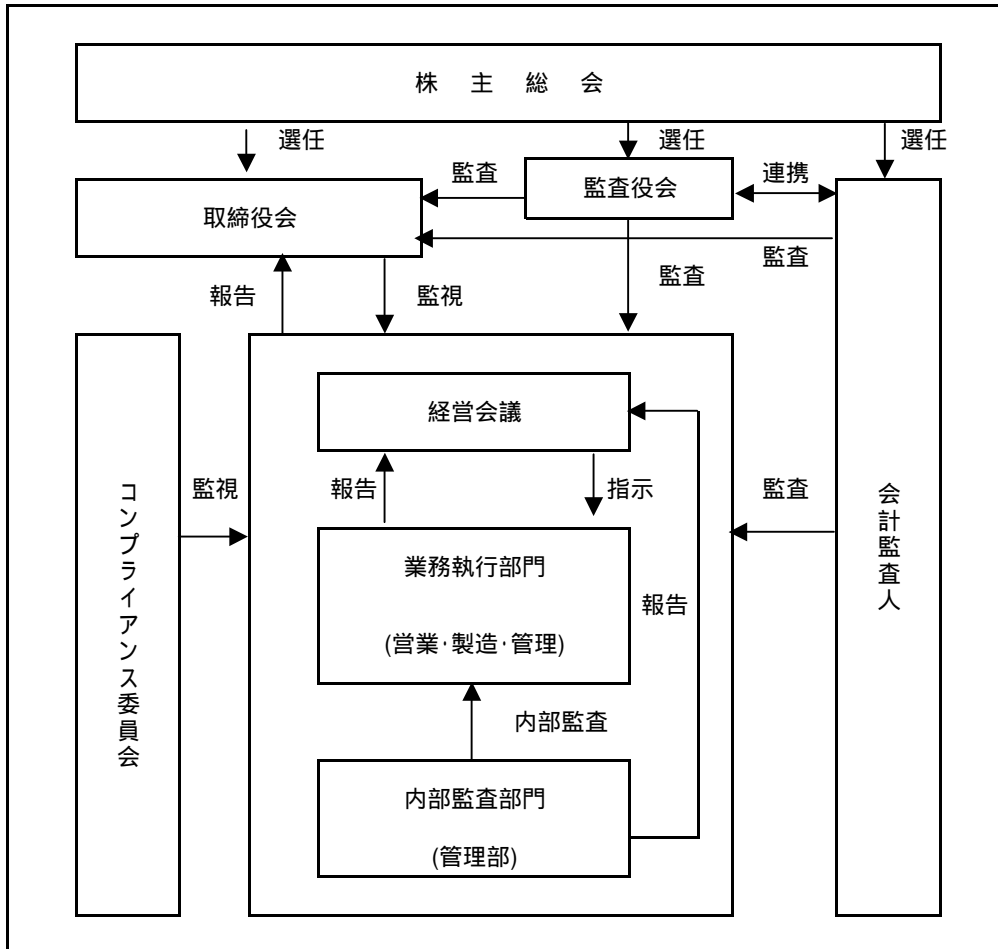 株 主 総 会
選任
選任
選任
監査
監査役会
連携
取締役会
監査
報告
監視
監査
経営会議
監視
報告
指示
監査
コンプライアンス委員会
会計監査人
業務執行部門
報告
(営業・製造・管理)
内部監査
内部監査部門
(管理部)